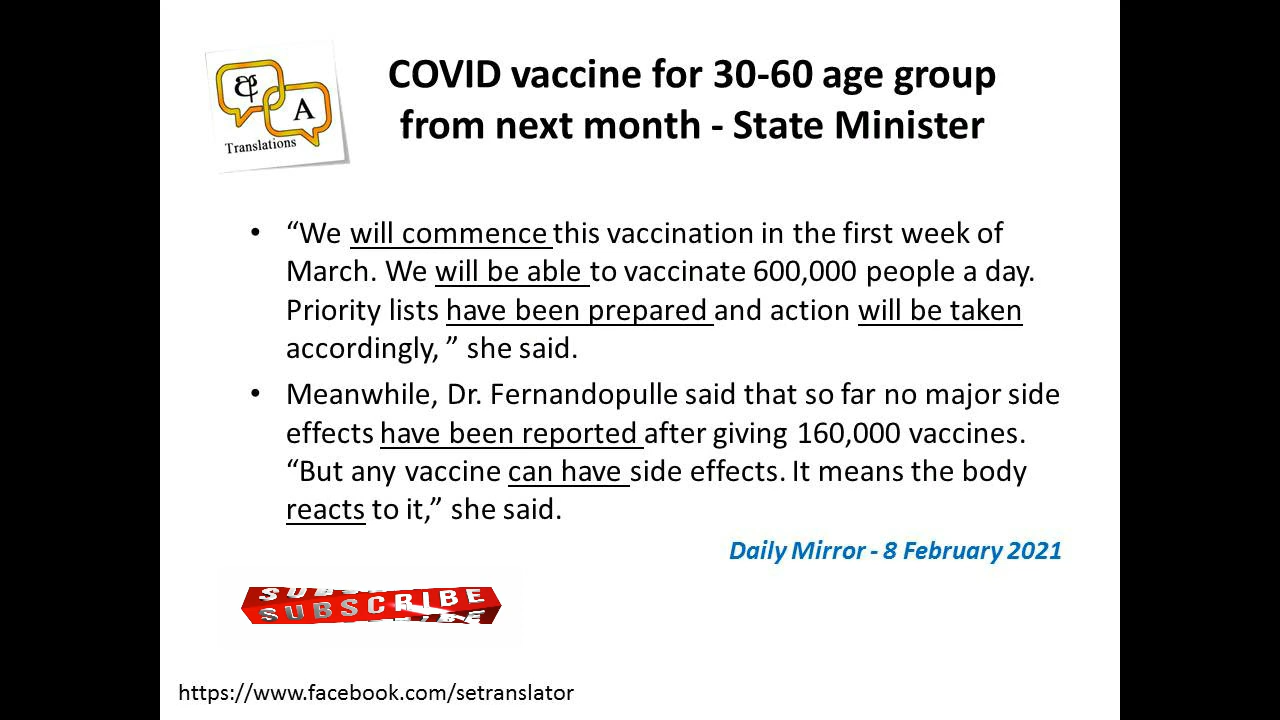 අ
A
Translations
COVID vaccine for 30-60 age group
from next month - State Minister
• “We will commence this vaccination in the first week of
March. We will be able to vaccinate 600,000 people a day.
Priority lists have been prepared and action will be taken
accordingly, ” she said.
• Meanwhile, Dr. Fernandopulle said that so far no major side
effects have been reported after giving 160,000 vaccines.
“But any vaccine can have side effects. It means the body
reacts to it,” she said.
Daily Mirror - 8 February 2021
SUBSCRIBE
https://www.facebook.com/setranslator